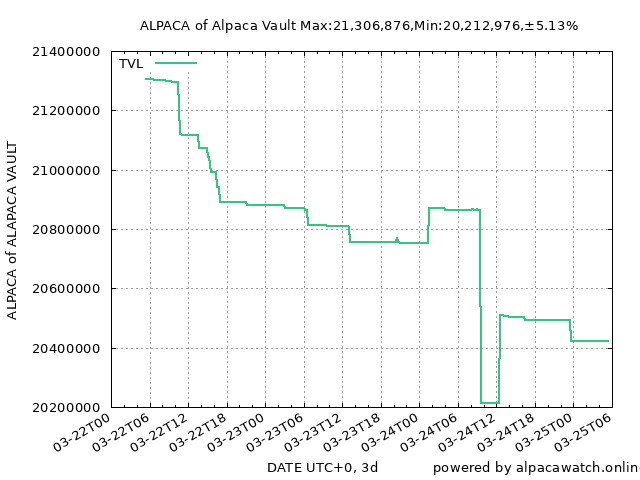 ALPACA of Alpaca Vault Max:21,306,876,Min:20,212,976,±5.13%
TVL
ALPACA of ALAPACA VAULT
21400000
21200000
21000000
20800000
20600000
20400000
20200000
03-22T00
03-22T06
03-22T12
03-22T18
03-23T00
03-23T06
03-23T12
03-23T18
03-24T00
03-24T06
03-24T12
03-24T18
03-25T00
03-25T06
DATE UTC+0, 3d
powered by alpacawatch.onlin